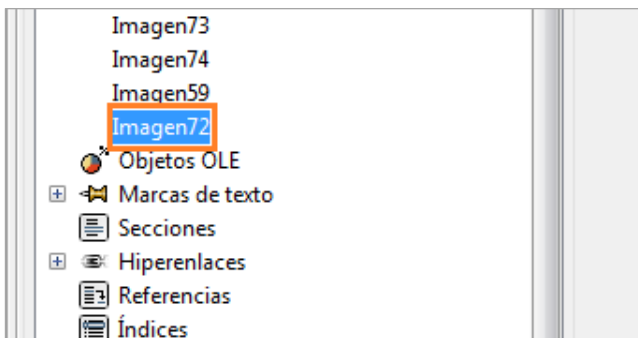 Imagen73
Imagen74
Imagen59
Imagen72
Objetos OLE
Marcas de texto
Secciones
Hiperenlaces
Referencias
Índices